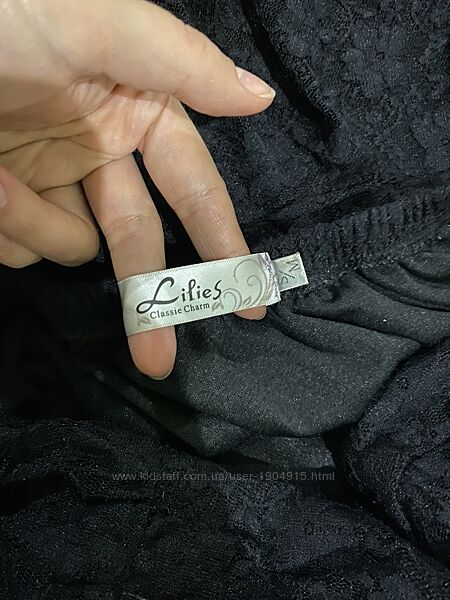 Lilies
Classic Charm
S/M
www.kidstaff.com.ua/user-1904915.html